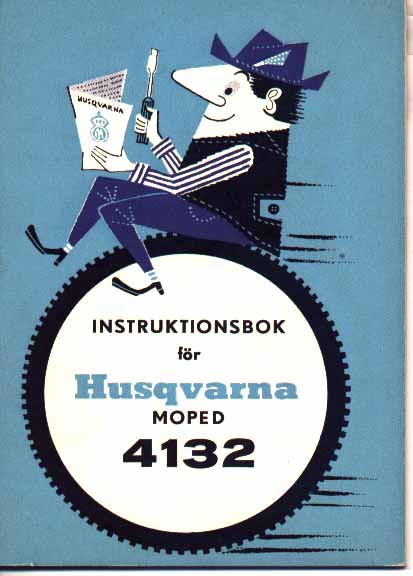 HUSQVARNA
INSTRUKTIONSBOK
för
Husqvarna
MOPED
4132